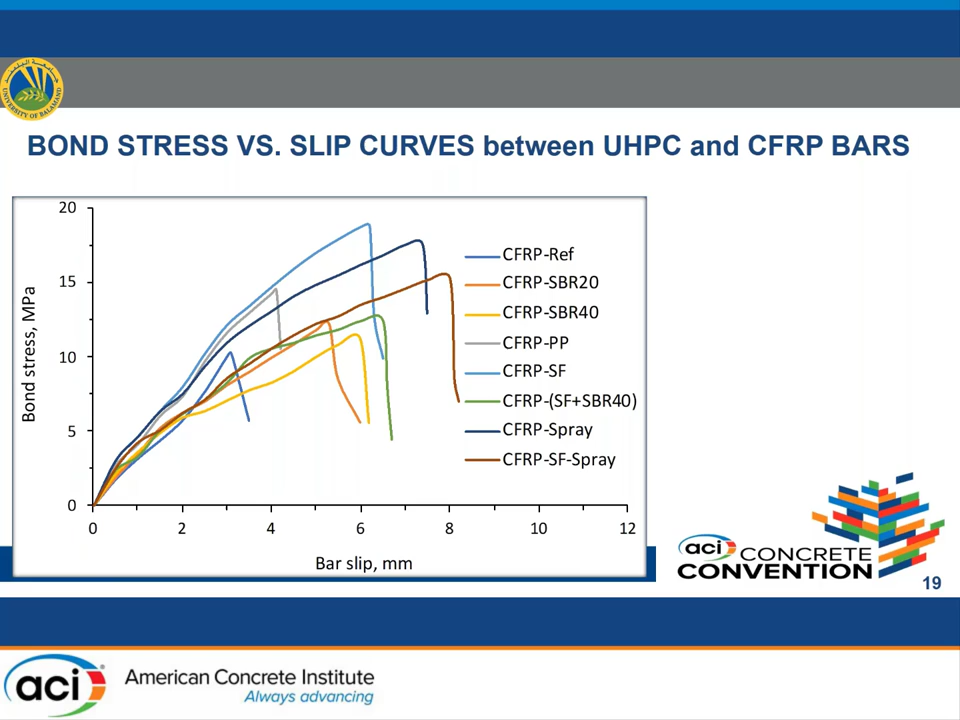 UNIVERSITY OF BALAMAND
BOND STRESS VS. SLIP CURVES between UHPC and CFRP BARS
20
15
10
5
0
Bond stress, MPa
0 2 4 6 8 10 12
Bar slip, mm
CFRP-Ref
CFRP-SBR20
CFRP-SBR40
CFRP-PP
CFRP-SF
CFRP-(SF+SBR40)
CFRP-Spray
CFRP-SF-Spray
aci CONCRETE
CONVENTION
19
aci
American Concrete Institute
Always advancing